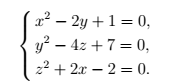 x² − 2y + 1 = 0,
y² − 4z + 7 = 0,
z² + 2x − 2 = 0.